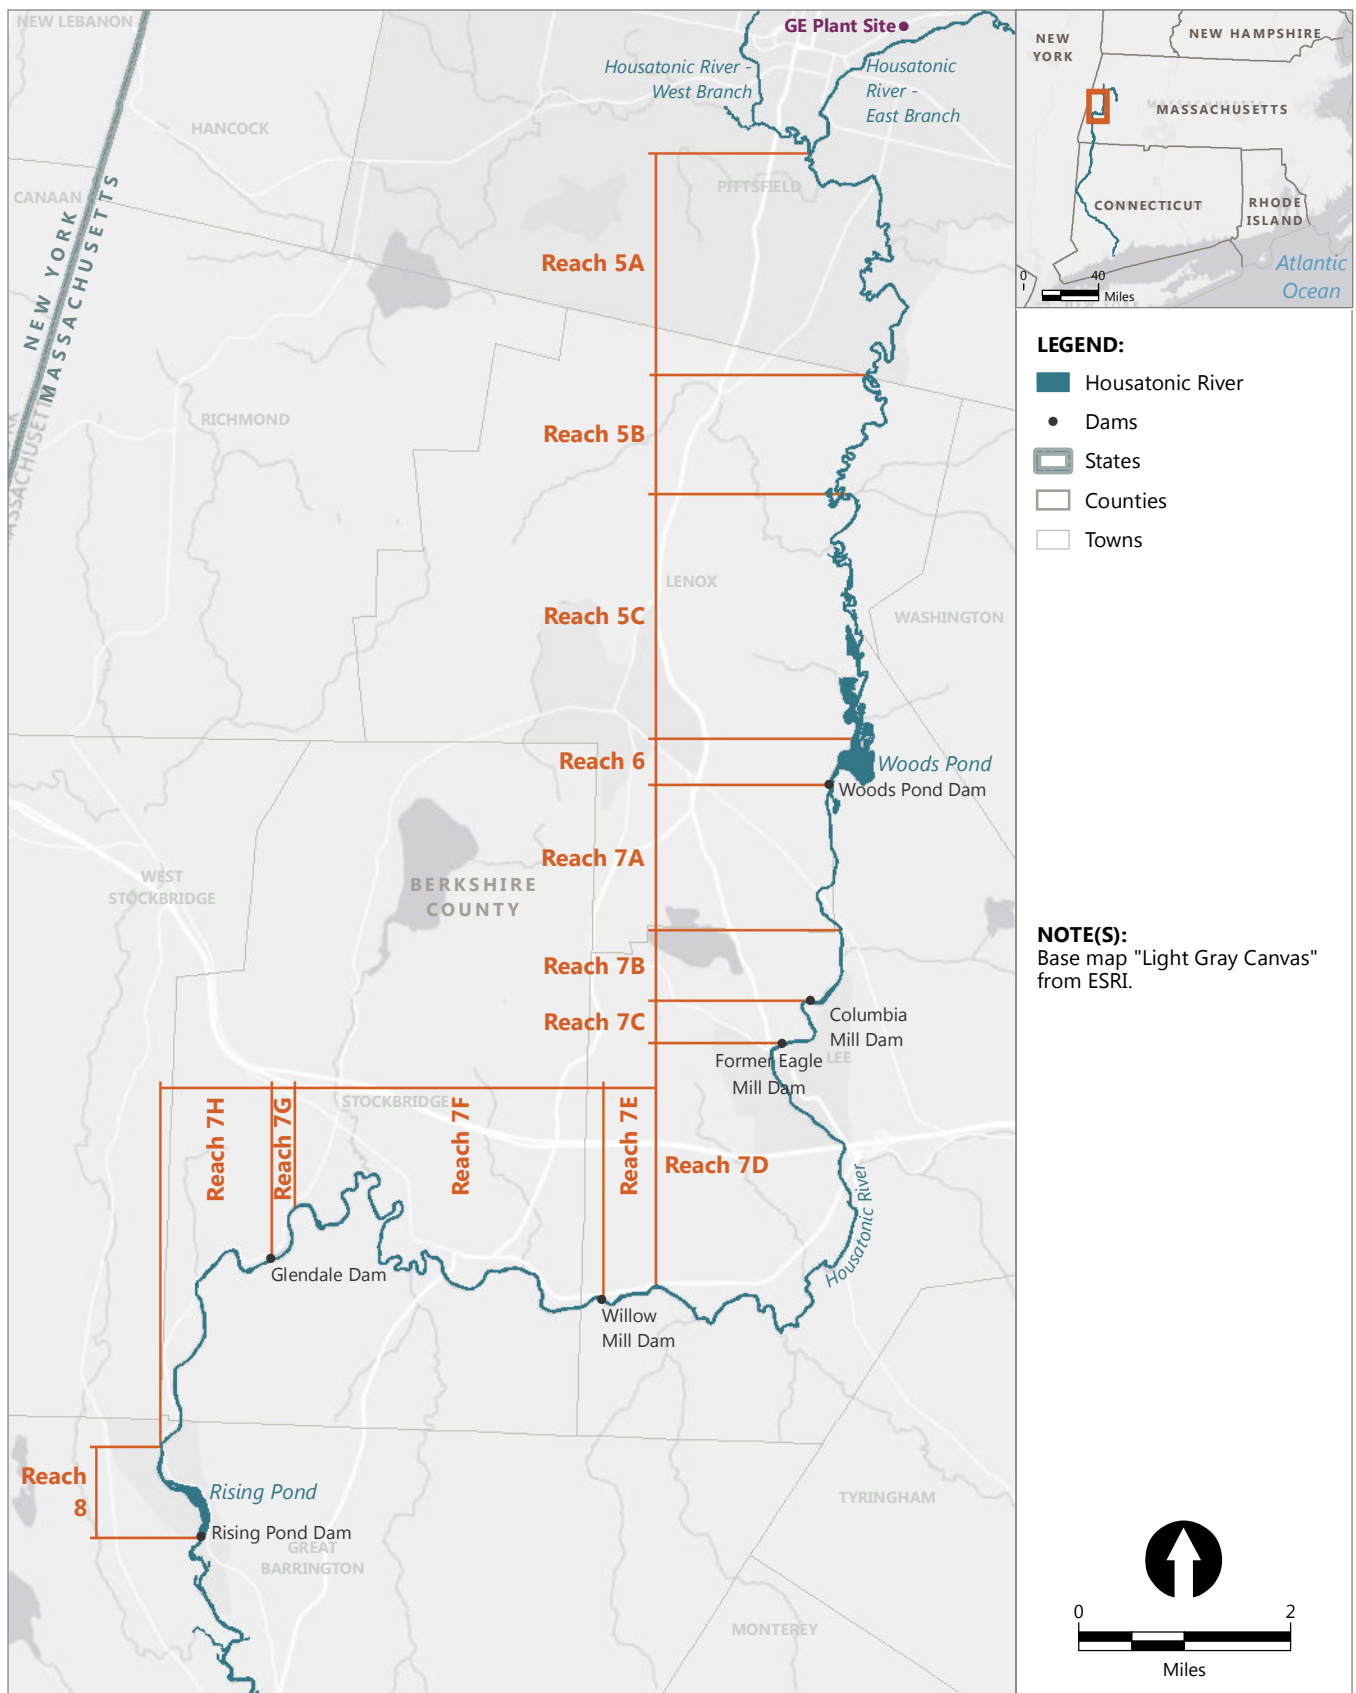 NEW LEBANON
GE Plant Site
Housatonic River -
West Branch
Housatonic
River -
East Branch
HANCOCK
PITTSFIELD
CANAAN
NEW YORK
MASSACHUSETTS
Reach 5A
RICHMOND
Reach 5B
LENOX
Reach 5C
WASHINGTON
Reach 6
Woods Pond
Woods Pond Dam
Reach 7A
WEST
STOCKBRIDGE
BERKSHIRE
COUNTY
Reach 7B
Reach 7C
Columbia
Mill Dam
LEE
Former Eagle
Mill Dam
Reach 7H
Reach 7G
STOCKBRIDGE
Reach 7F
Reach 7E
Reach 7D
Housatonic River
Glendale Dam
Willow
Mill Dam
Reach
8
Rising Pond
Rising Pond Dam
GREAT
BARRINGTON
TYRINGHAM
MONTEREY
NEW
YORK
NEW HAMPSHIRE
MASSACHUSETTS
CONNECTICUT
RHODE
ISLAND
Atlantic
Ocean
0 40
Miles
LEGEND:
Housatonic River
Dams
States
Counties
Towns
NOTE(S):
Base map "Light Gray Canvas"
from ESRI.
0 2
Miles